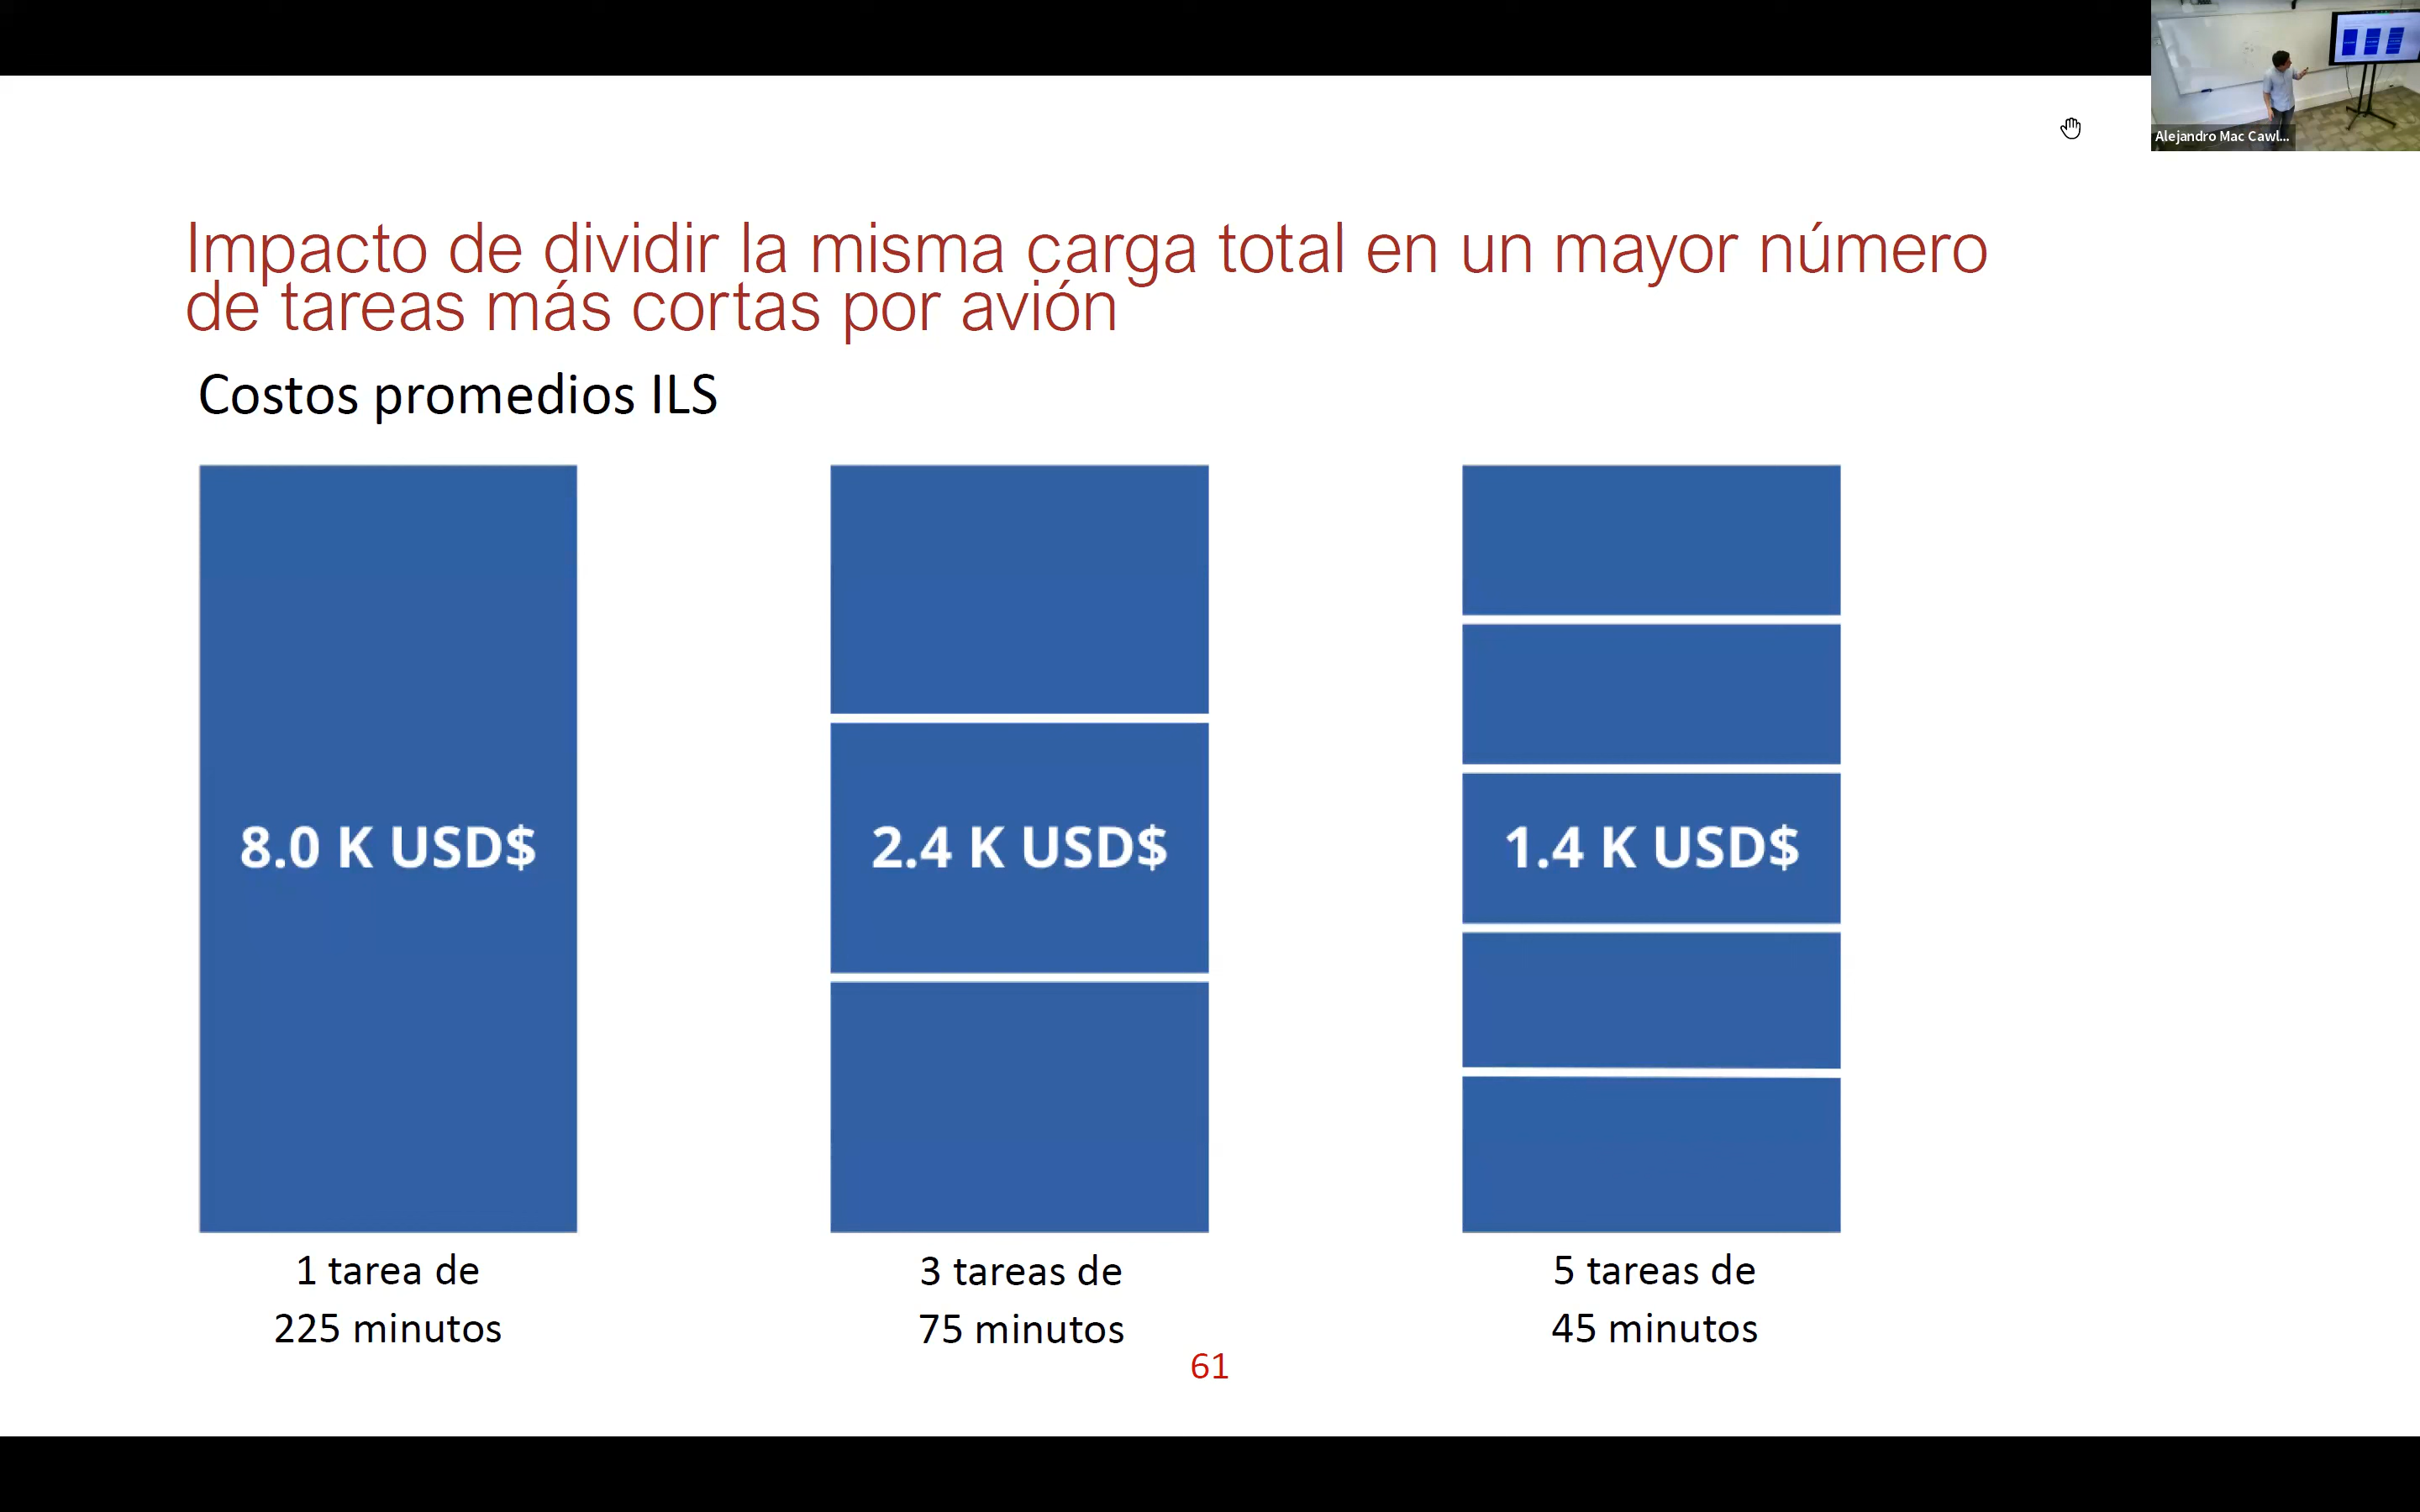 Alejandro Mac Cawl...
Impacto de dividir la misma carga total en un mayor número
de tareas más cortas por avión
Costos promedios ILS
8.0 K USD$
2.4 K USD$
1.4 K USD$
1 tarea de
225 minutos
3 tareas de
75 minutos
5 tareas de
45 minutos
61